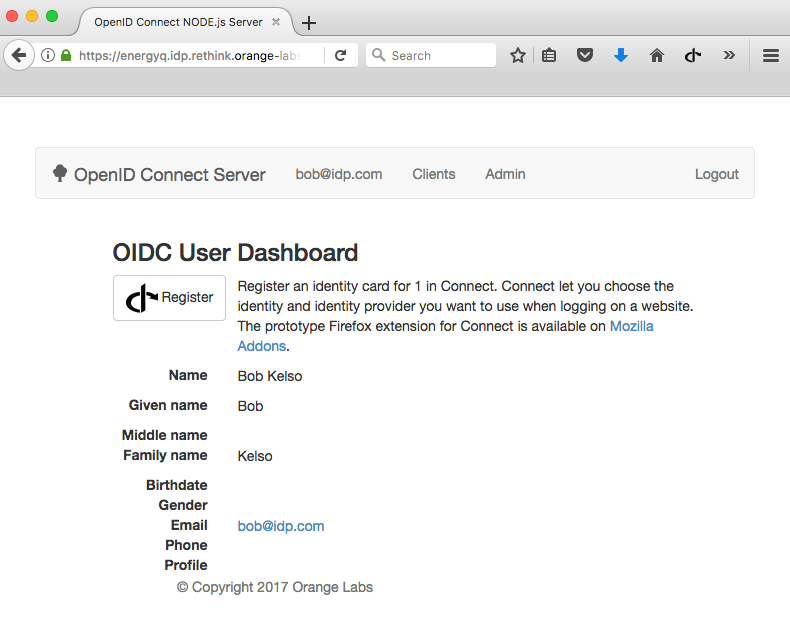 OpenID Connect NODE.js Server
https://energyq.idp.rethink.orange-labs
Search
OpenID Connect Server bob@idp.com Clients Admin Logout
OIDC User Dashboard
Register
Register an identity card for 1 in Connect. Connect let you choose the
identity and identity provider you want to use when logging on a website.
The prototype Firefox extension for Connect is available on Mozilla
Addons.
Name Bob Kelso
Given name Bob
Middle name
Family name Kelso
Birthdate
Gender
Email bob@idp.com
Phone
Profile
© Copyright 2017 Orange Labs